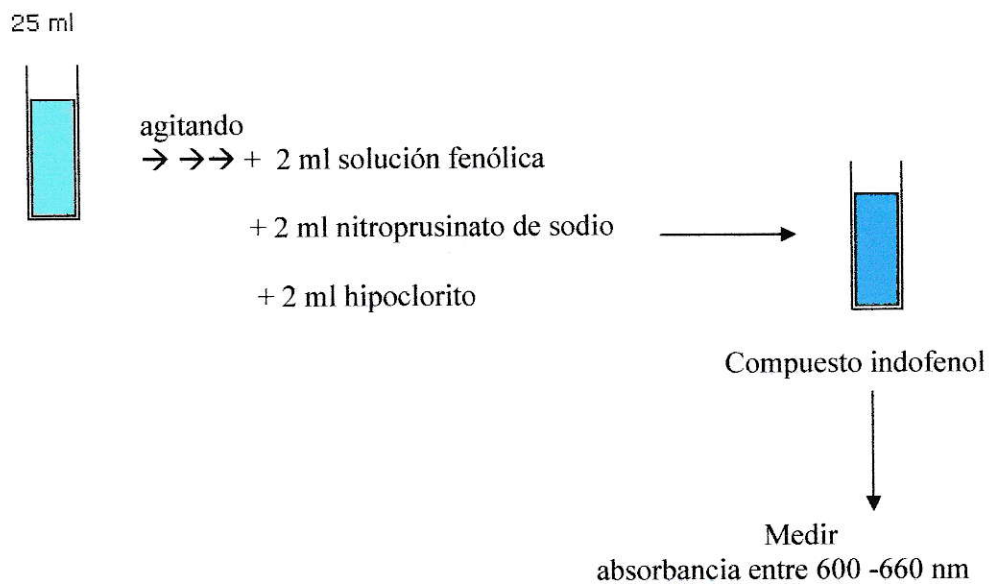 25 ml
agitando
→ →→ + 2 ml solución fenólica
+ 2 ml nitroprusinato de sodio
+ 2 ml hipoclorito
Compuesto indofenol
Medir
absorbancia entre 600 -660 nm